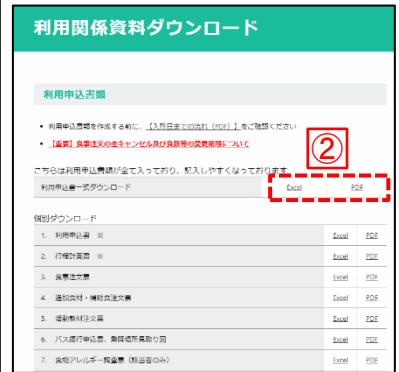 利用関係資料ダウンロード
利用申込書類
• 利用申込書類を作成する前に、【入所日までの流れ（PDF）】をご確認ください
• 【重要】食事注文の全キャンセル及び食数等の変更期限について
②
こちらは利用申込書類が全て入っており、記入しやすくなっております
利用申込書一式ダウンロード Excel PDF
個別ダウンロード
1. 利用申込書 ※ Excel PDF
2. 行程計画書 ※ Excel PDF
3. 食事注文票 Excel PDF
4. 追加食材・補助食注文票 Excel PDF
5. 活動教材注文票 Excel PDF
6. バス運行申込書、乗降場所見取り図 Excel PDF
7. 食物アレルギー調査票（該当者のみ） Excel PDF